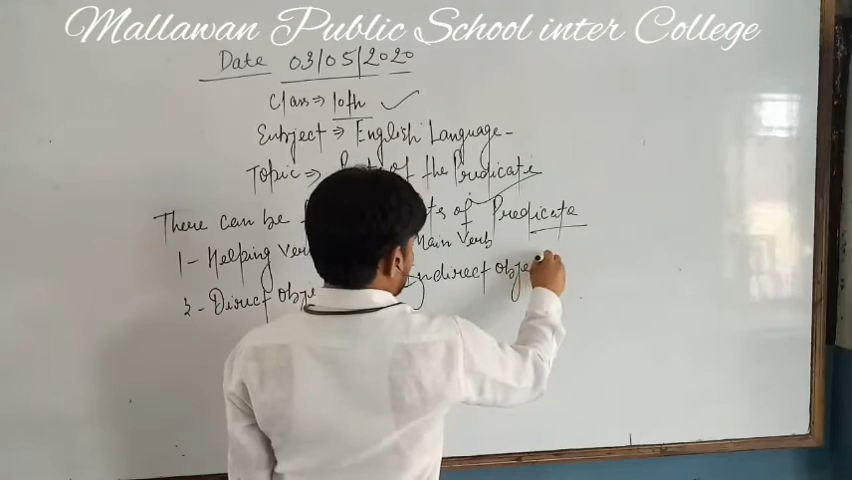 Mallawan Public School inter College
Date 03/05/2020
Class ⇒ 10th ✓
Subject ⇒ English Language -
Topic ⇒ of the Predicate
There can be of Predicate
1 - Helping Main Verb
Direct Indirect obje